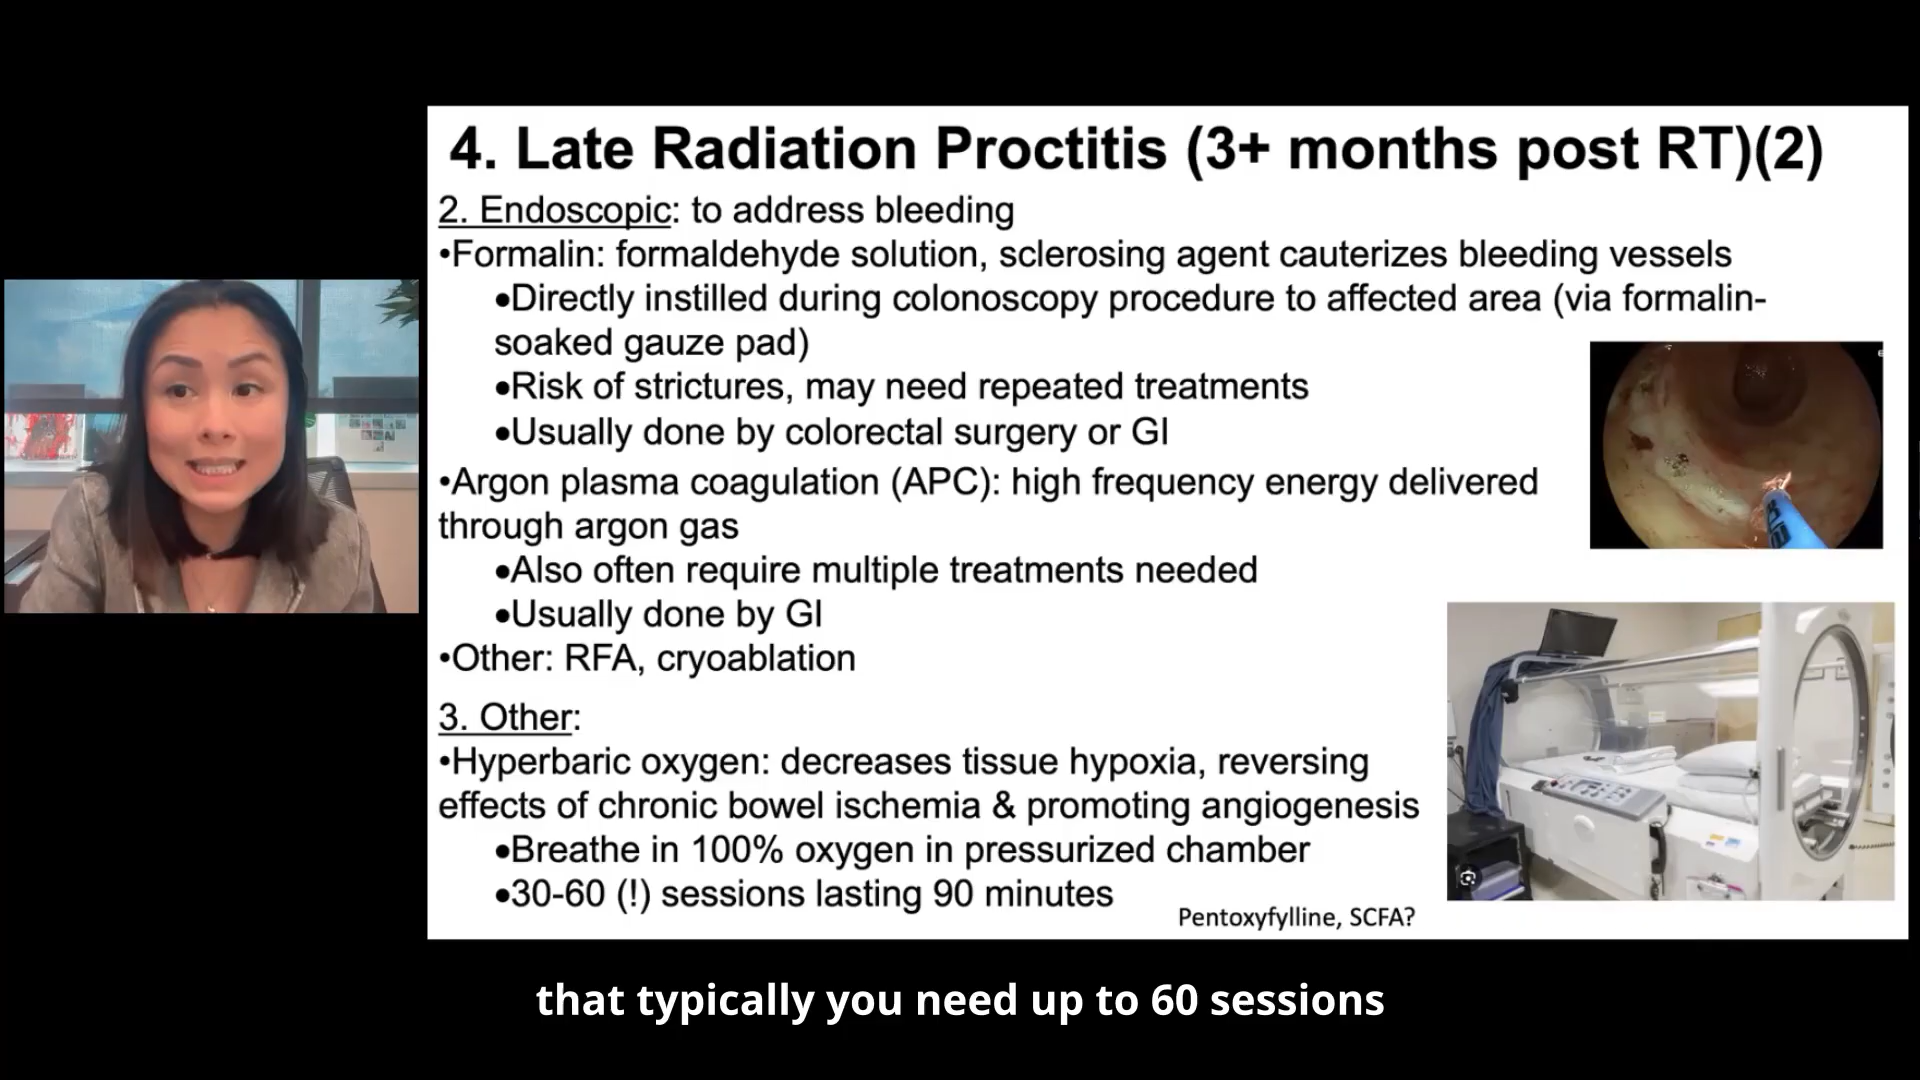 4. Late Radiation Proctitis (3+ months post RT)(2)
2. Endoscopic: to address bleeding
•Formalin: formaldehyde solution, sclerosing agent cauterizes bleeding vessels
•Directly instilled during colonoscopy procedure to affected area (via formalin-
soaked gauze pad)
•Risk of strictures, may need repeated treatments
•Usually done by colorectal surgery or GI
•Argon plasma coagulation (APC): high frequency energy delivered
through argon gas
•Also often require multiple treatments needed
•Usually done by GI
•Other: RFA, cryoablation
3. Other:
•Hyperbaric oxygen: decreases tissue hypoxia, reversing
effects of chronic bowel ischemia & promoting angiogenesis
•Breathe in 100% oxygen in pressurized chamber
•30-60 (!) sessions lasting 90 minutes
Pentoxyfylline, SCFA?
that typically you need up to 60 sessions